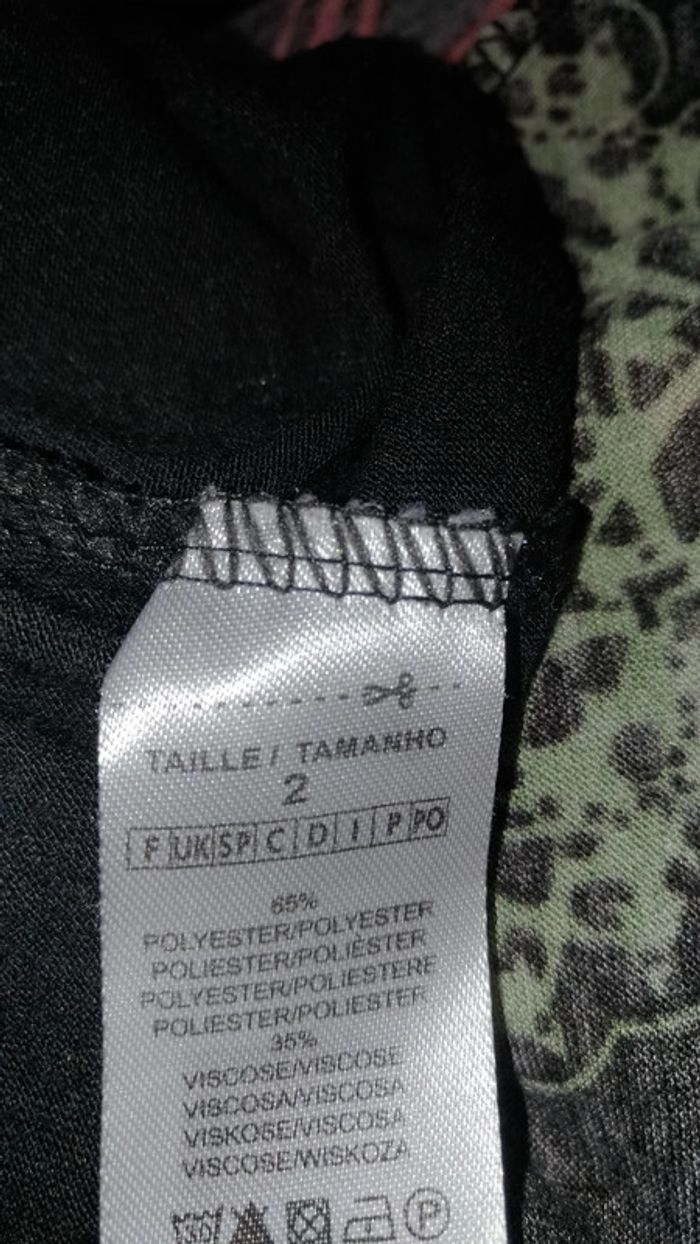 TAILLE / TAMANHO
2
F UK SP C D I P PO
65%
POLYESTER/POLYESTER
POLIESTER/POLIÉSTER
POLYESTER/POLIESTERE
POLIESTER/POLIESTER
35%
VISCOSE/VISCOSE
VISCOSA/VISCOSA
VISKOSE/VISCOSA
VISCOSE/WISKOZA
30 P